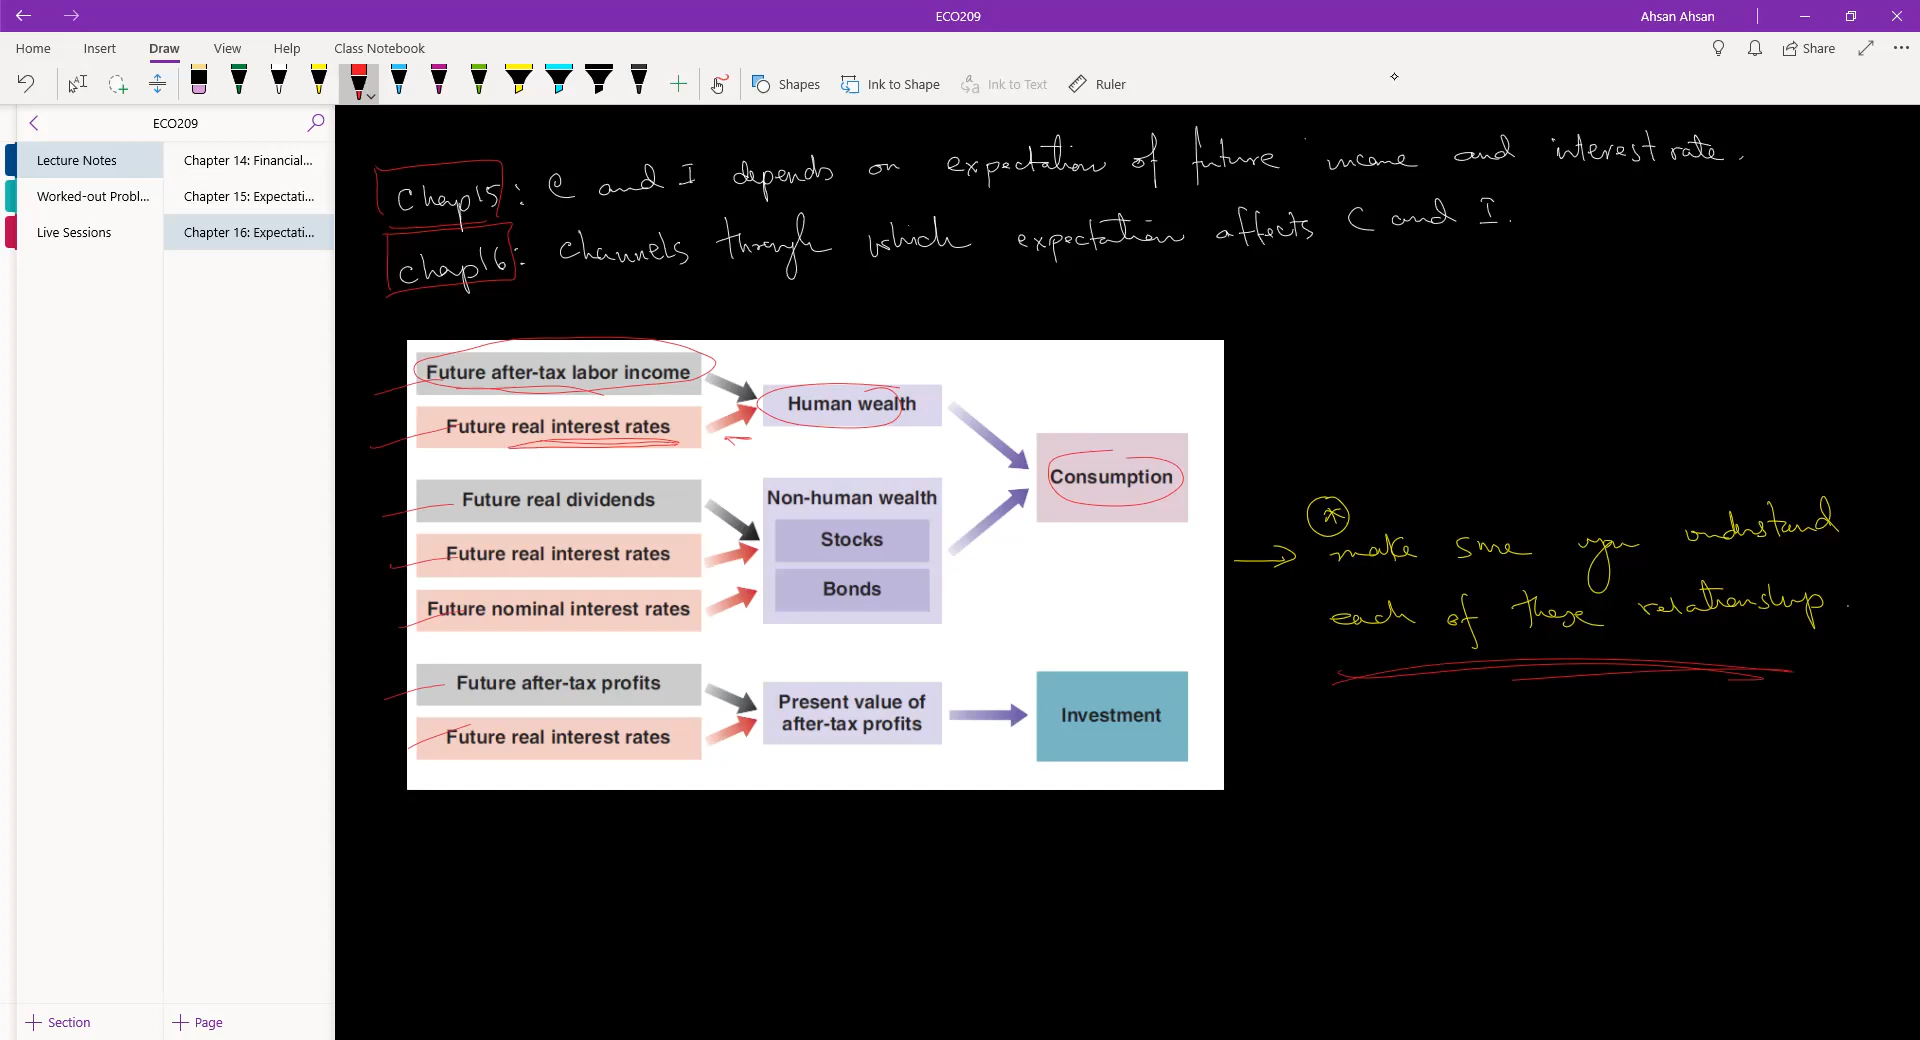 ECO209
Ahsan Ahsan
Home Insert Draw View Help Class Notebook
Share
Shapes Ink to Shape Ink to Text Ruler
ECO209
Lecture Notes
Worked-out Probl...
Live Sessions
Chapter 14: Financial...
Chapter 15: Expectati...
Chapter 16: Expectati...
Chap15: C and I depends on expectation of future income and interest rate.
Chap16: Channels through which expectation affects C and I.
Future after-tax labor income
Future real interest rates
Human wealth
Future real dividends
Future real interest rates
Future nominal interest rates
Non-human wealth
Stocks
Bonds
Consumption
Future after-tax profits
Future real interest rates
Present value of
after-tax profits
Investment
* make sure you understand
each of these relationship.
Section
Page